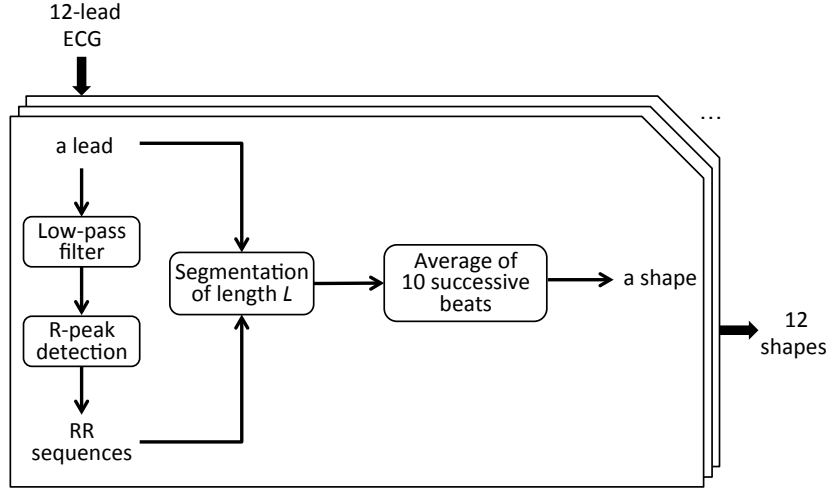 12-lead
ECG
...
a lead
Low-pass
filter
Segmentation
of length L
Average of
10 successive
beats
a shape
R-peak
detection
12
shapes
RR
sequences